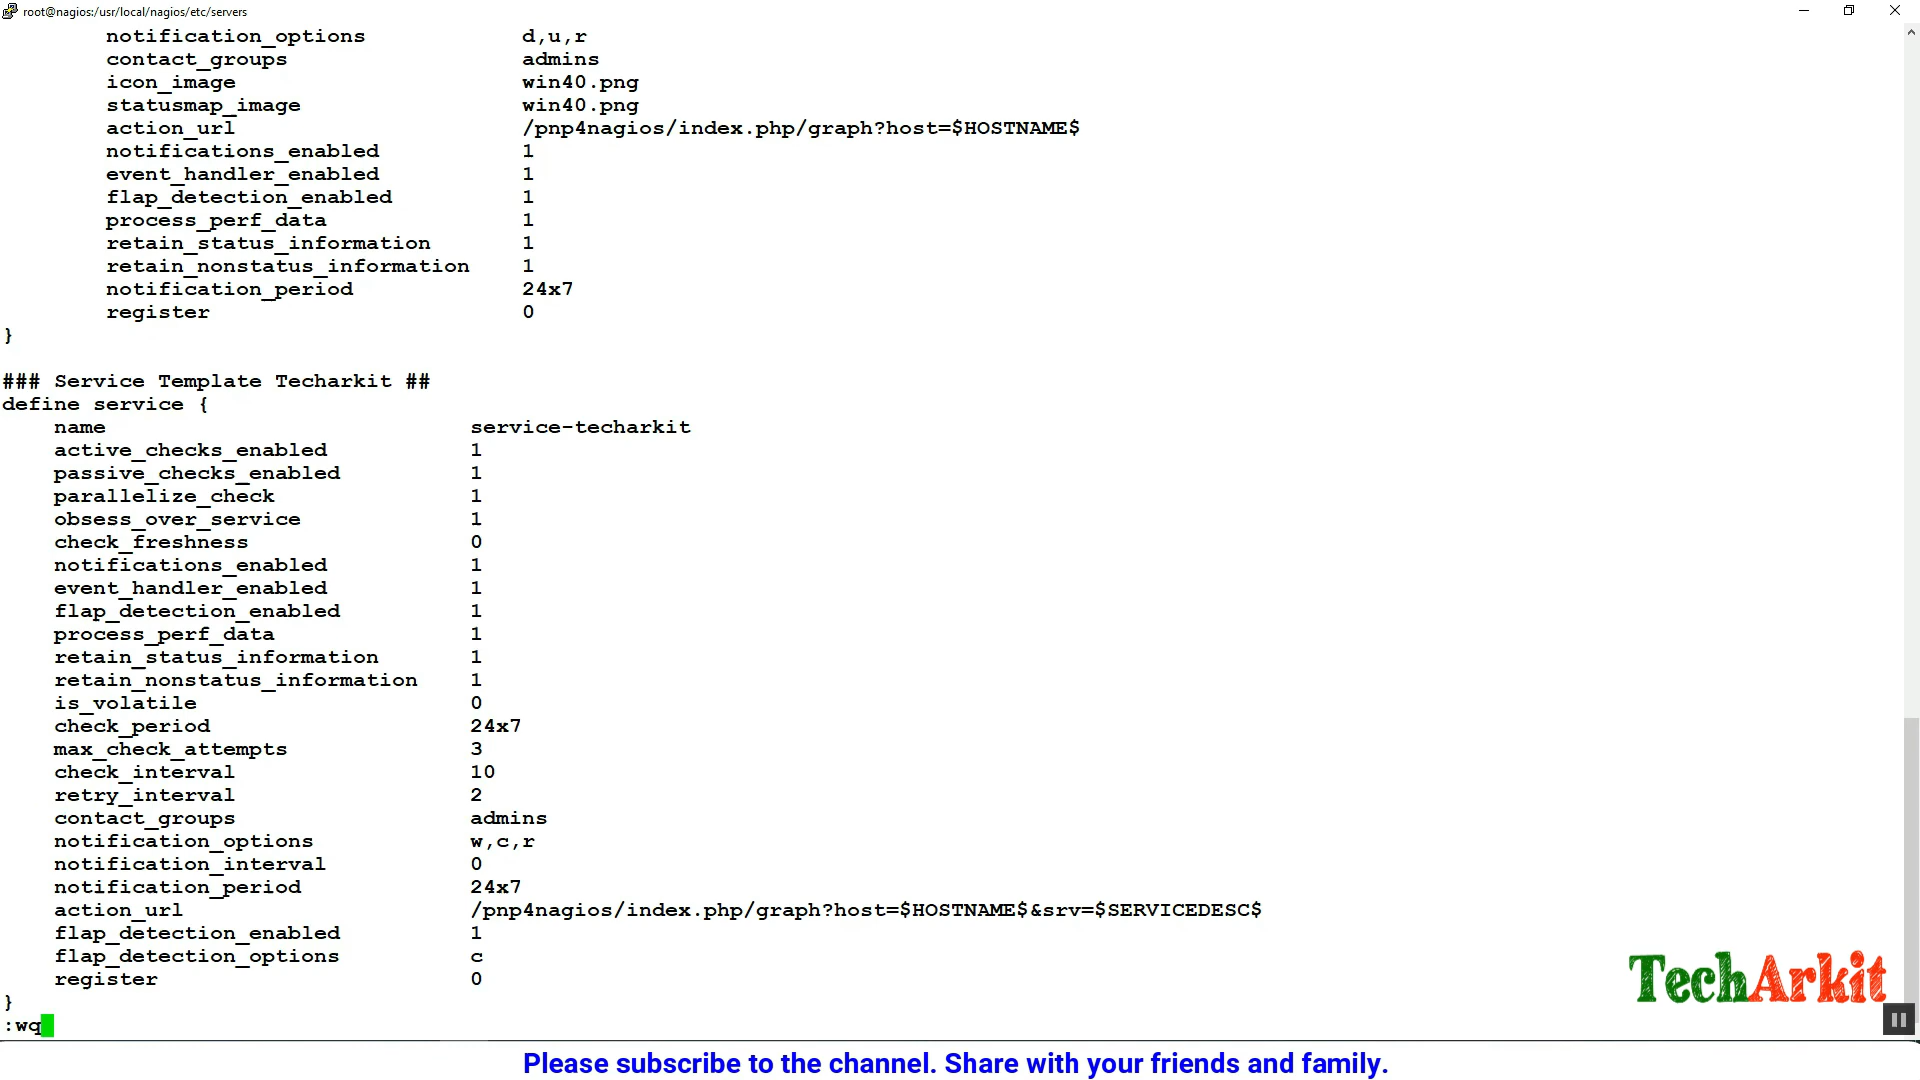 root@nagios:/usr/local/nagios/etc/servers
notification_options d,u,r
contact_groups admins
icon_image win40.png
statusmap_image win40.png
action_url /pnp4nagios/index.php/graph?host=$HOSTNAME$
notifications_enabled 1
event_handler_enabled 1
flap_detection_enabled 1
process_perf_data 1
retain_status_information 1
retain_nonstatus_information 1
notification_period 24x7
register 0
}
### Service Template Techarkit ##
define service {
name service-techarkit
active_checks_enabled 1
passive_checks_enabled 1
parallelize_check 1
obsess_over_service 1
check_freshness 0
notifications_enabled 1
event_handler_enabled 1
flap_detection_enabled 1
process_perf_data 1
retain_status_information 1
retain_nonstatus_information 1
is_volatile 0
check_period 24x7
max_check_attempts 3
check_interval 10
retry_interval 2
contact_groups admins
notification_options w,c,r
notification_interval 0
notification_period 24x7
action_url /pnp4nagios/index.php/graph?host=$HOSTNAME$&srv=$SERVICEDESC$
flap_detection_enabled 1
flap_detection_options c
register 0
}
:wq
TechArkit
Please subscribe to the channel. Share with your friends and family.